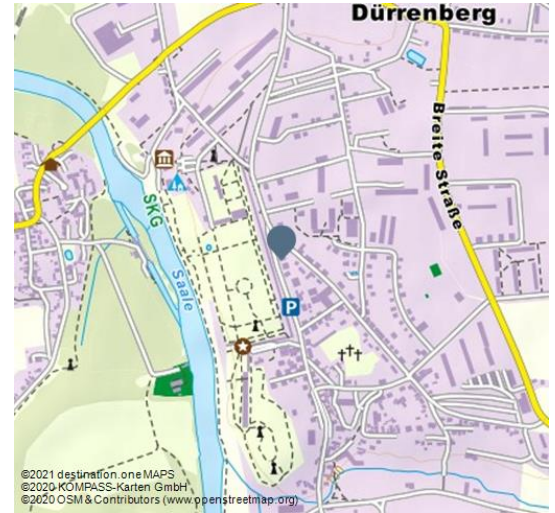 Dürrenberg
Breite Straße
SKG
Saale
P
©2021 destination.one MAPS
©2020 KOMPASS-Karten GmbH
©2020 OSM & Contributors (www.openstreetmap.org)